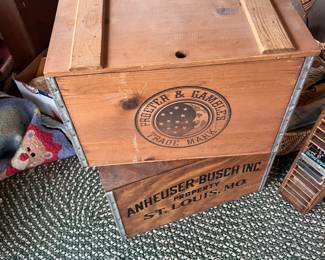 PROCTER & GAMBLE'S
TRADE MARK
ANHEUSER-BUSCH INC
PROPERTY
ST. LOUIS, MO.